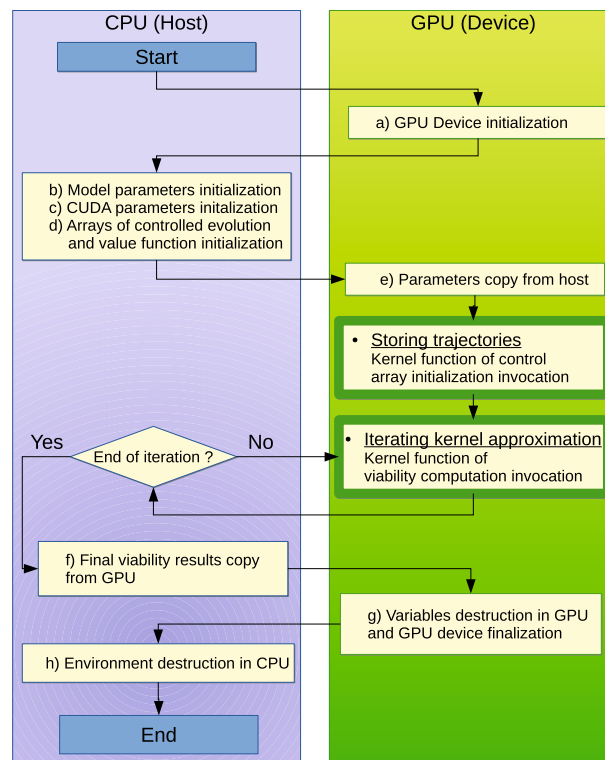 CPU (Host)
GPU (Device)
Start
a) GPU Device initialization
b) Model parameters initialization
c) CUDA parameters initalization
d) Arrays of controlled evolution
and value function initialization
e) Parameters copy from host
• Storing trajectories
Kernel function of control
array initialization invocation
Yes
End of iteration ?
No
• Iterating kernel approximation
Kernel function of
viability computation invocation
f) Final viability results copy
from GPU
g) Variables destruction in GPU
and GPU device finalization
h) Environment destruction in CPU
End